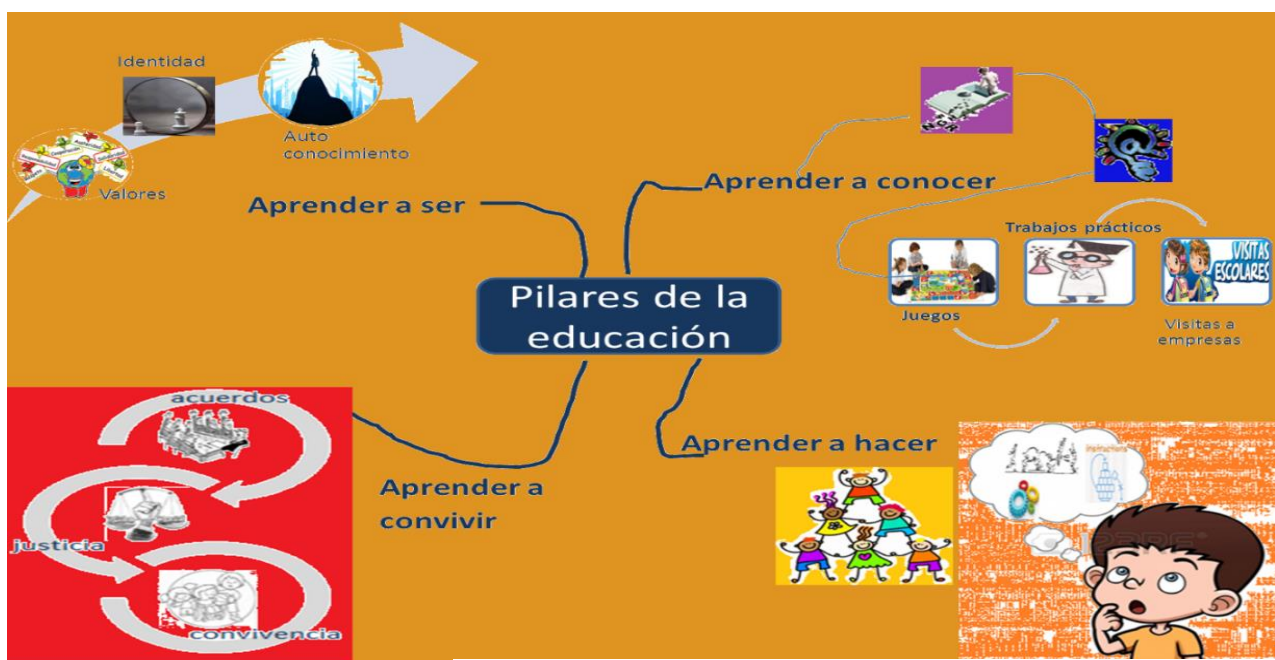 Identidad
Auto
conocimiento
Valores
Aprender a ser
Aprender a conocer
Trabajos prácticos
VISITAS
ESCOLARES
Juegos
Visitas a
empresas
Pilares de la
educación
acuerdos
justicia
convivencia
Aprender a
convivir
Aprender a hacer